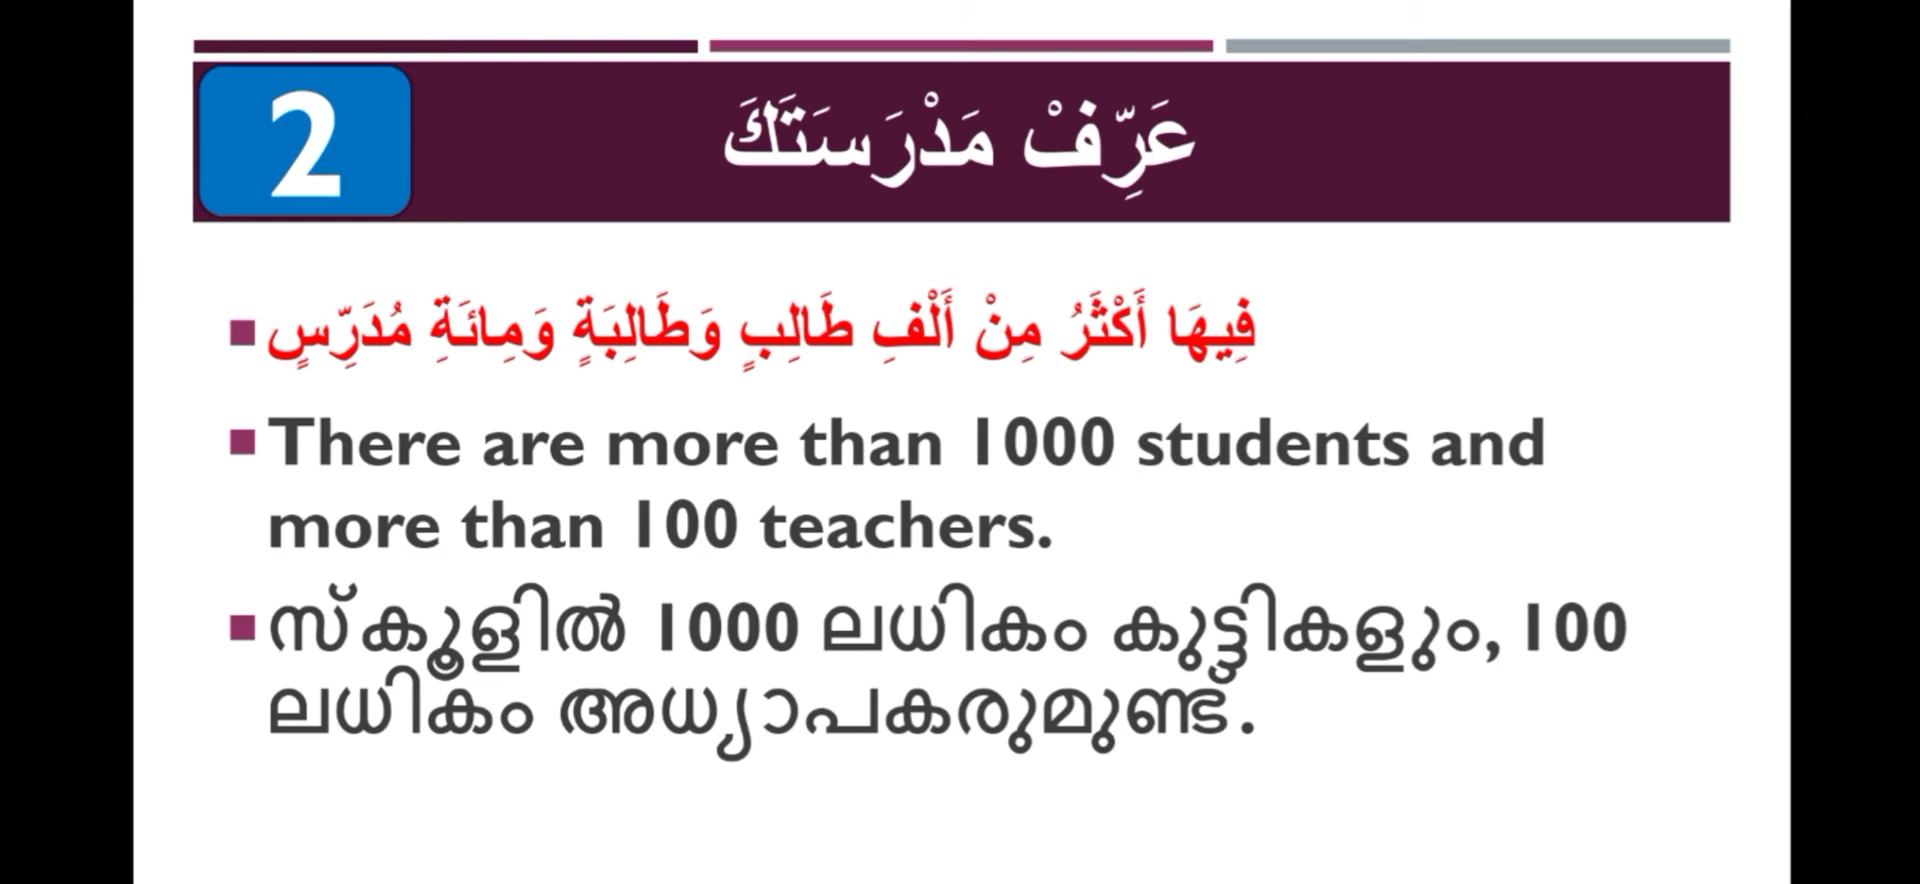 2
عَرِّفْ مَدْرَسَتَكَ
فِيهَا أَكْثَرُ مِنْ أَلْفِ طَالِبٍ وَطَالِبَةٍ وَمِائَةِ مُدَرِّسٍ
There are more than 1000 students and
more than 100 teachers.
സ്കൂളിൽ 1000 ലധികം കുട്ടികളും, 100
ലധികം അധ്യാപകരുമുണ്ട്.